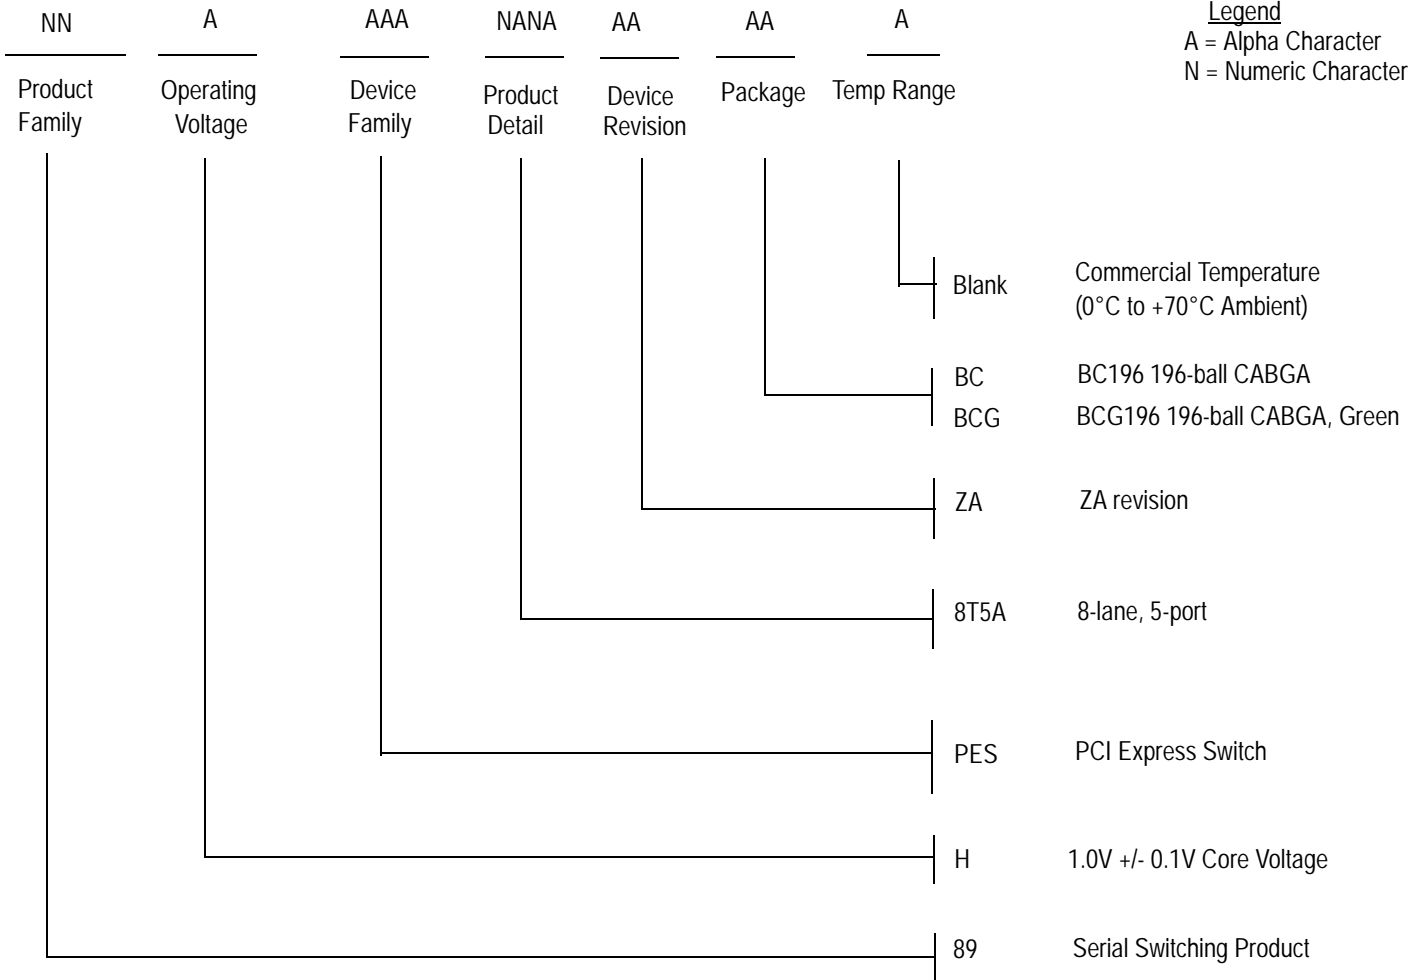 NN A AAA NANA AA AA A
Legend
A = Alpha Character
N = Numeric Character
Product Family
Operating Voltage
Device Family
Product Detail
Device Revision
Package
Temp Range
Blank Commercial Temperature
(0°C to +70°C Ambient)
BC BC196 196-ball CABGA
BCG BCG196 196-ball CABGA, Green
ZA ZA revision
8T5A 8-lane, 5-port
PES PCI Express Switch
H 1.0V +/- 0.1V Core Voltage
89 Serial Switching Product